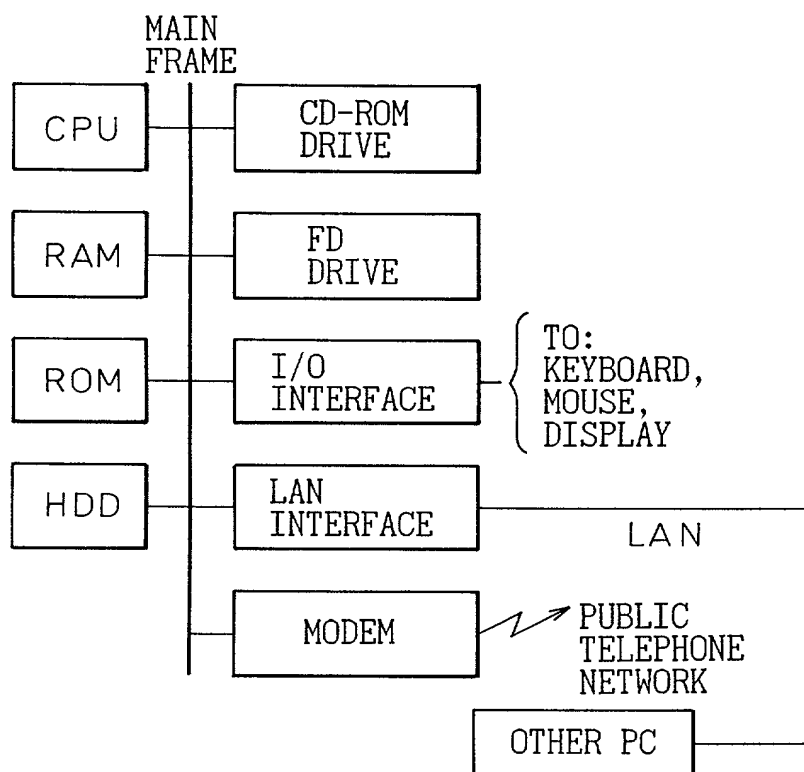 MAIN
FRAME
CPU
CD-ROM
DRIVE
RAM
FD
DRIVE
ROM
I/O
INTERFACE
TO:
KEYBOARD,
MOUSE,
DISPLAY
HDD
LAN
INTERFACE
LAN
MODEM
PUBLIC
TELEPHONE
NETWORK
OTHER PC